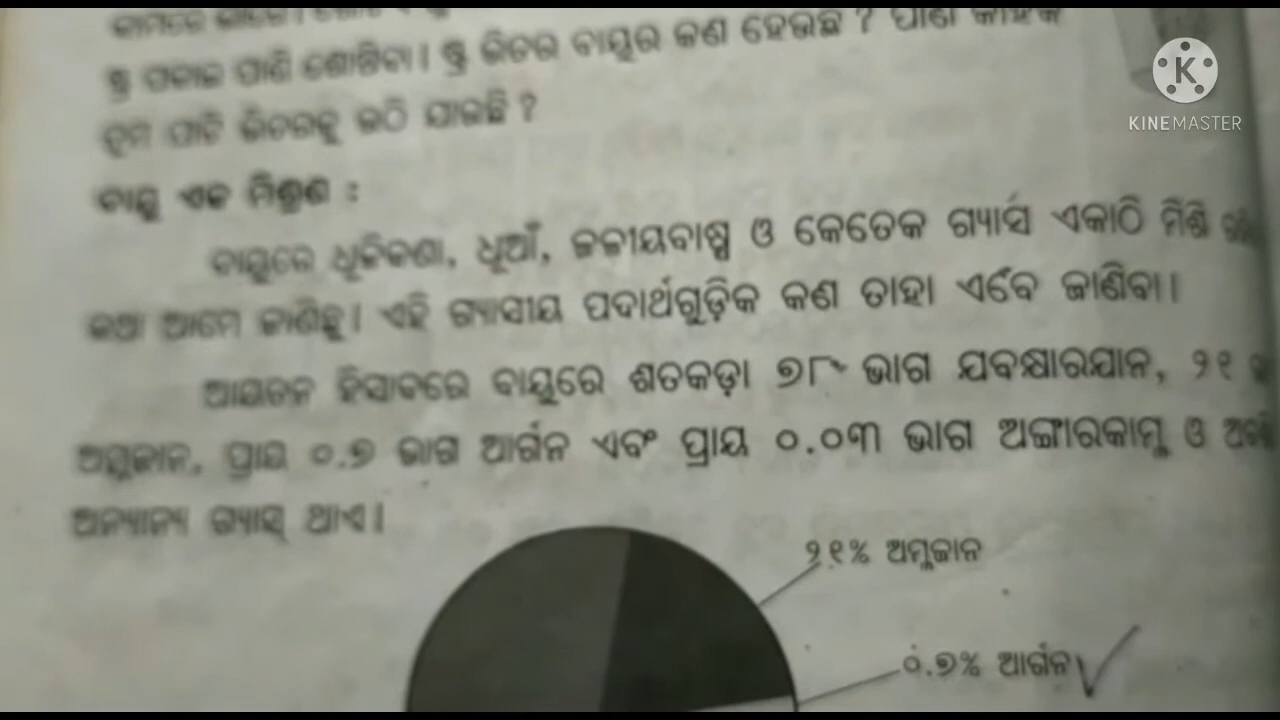 ଷ୍ଟ୍ର ପକାଇ ପାଣି ଶୋଷିବା। ଷ୍ଟ୍ର ଭିତର ବାୟୁର କଣ ହେଉଛି ? ପାଣି କାହିଁକି
ତୁମ ପାଟି ଭିତରକୁ ଉଠି ଯାଉଛି ?
KINEMASTER
ବାୟୁ ଏକ ମିଶ୍ରଣ :
ବାୟୁରେ ଧୂଳିକଣା, ଧୂଆଁ, ଜଳୀୟବାଷ୍ପ ଓ କେତେକ ଗ୍ୟାସ ଏକାଠି ମିଶି
କଥା ଆମେ ଜାଣିଛୁ। ଏହି ଗ୍ୟାସୀୟ ପଦାର୍ଥଗୁଡ଼ିକ କଣ ତାହା ଏବେ ଜାଣିବା।
ଆୟତନ ହିସାବରେ ବାୟୁରେ ଶତକଡ଼ା ୭୮ ଭାଗ ଯବକ୍ଷାରଯାନ, ୨୧
ଅମ୍ଳଜାନ, ପ୍ରାୟ ୦.୭ ଭାଗ ଆର୍ଗନ ଏବଂ ପ୍ରାୟ ୦.୦୩ ଭାଗ ଅଙ୍ଗାରକାମ୍ଳ ଓ
ଅନ୍ୟାନ୍ୟ ଗ୍ୟାସ୍ ଥାଏ।
୨୧% ଅମ୍ଳଜାନ
୦.୭% ଆର୍ଗନ